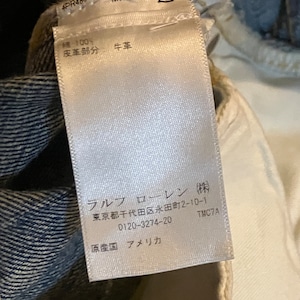 綿 100%
皮革部分 牛革
ラルフ ローレン ㈱
東京都千代田区永田町2-10-1
0120-3274-20
TMC7A
原産国 アメリカ